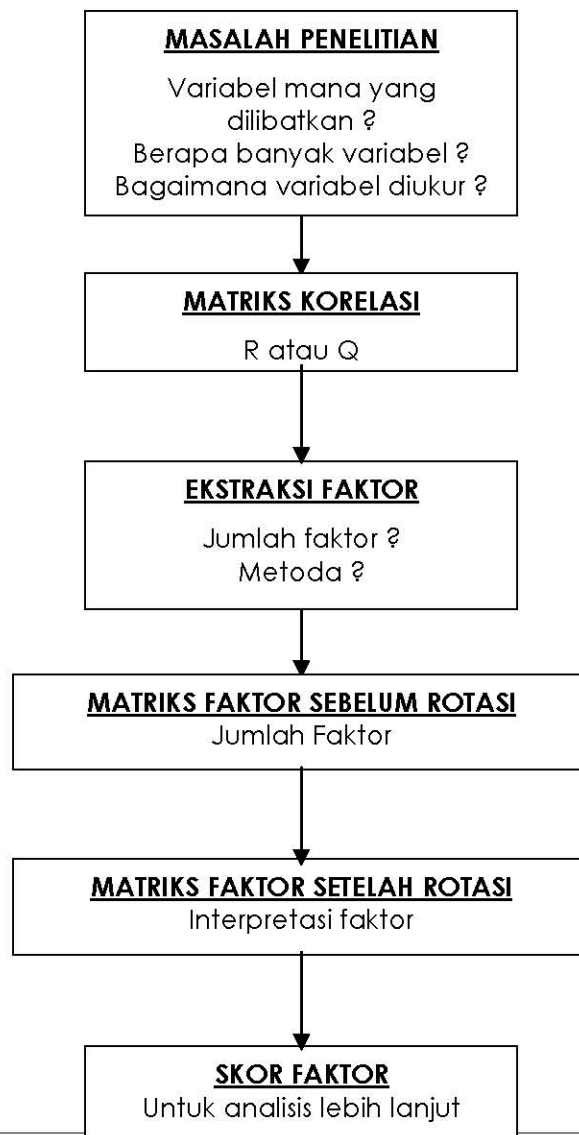 MASALAH PENELITIAN
Variabel mana yang
dilibatkan ?
Berapa banyak variabel ?
Bagaimana variabel diukur ?
MATRIKS KORELASI
R atau Q
EKSTRAKSI FAKTOR
Jumlah faktor ?
Metoda ?
MATRIKS FAKTOR SEBELUM ROTASI
Jumlah Faktor
MATRIKS FAKTOR SETELAH ROTASI
Interpretasi faktor
SKOR FAKTOR
Untuk analisis lebih lanjut